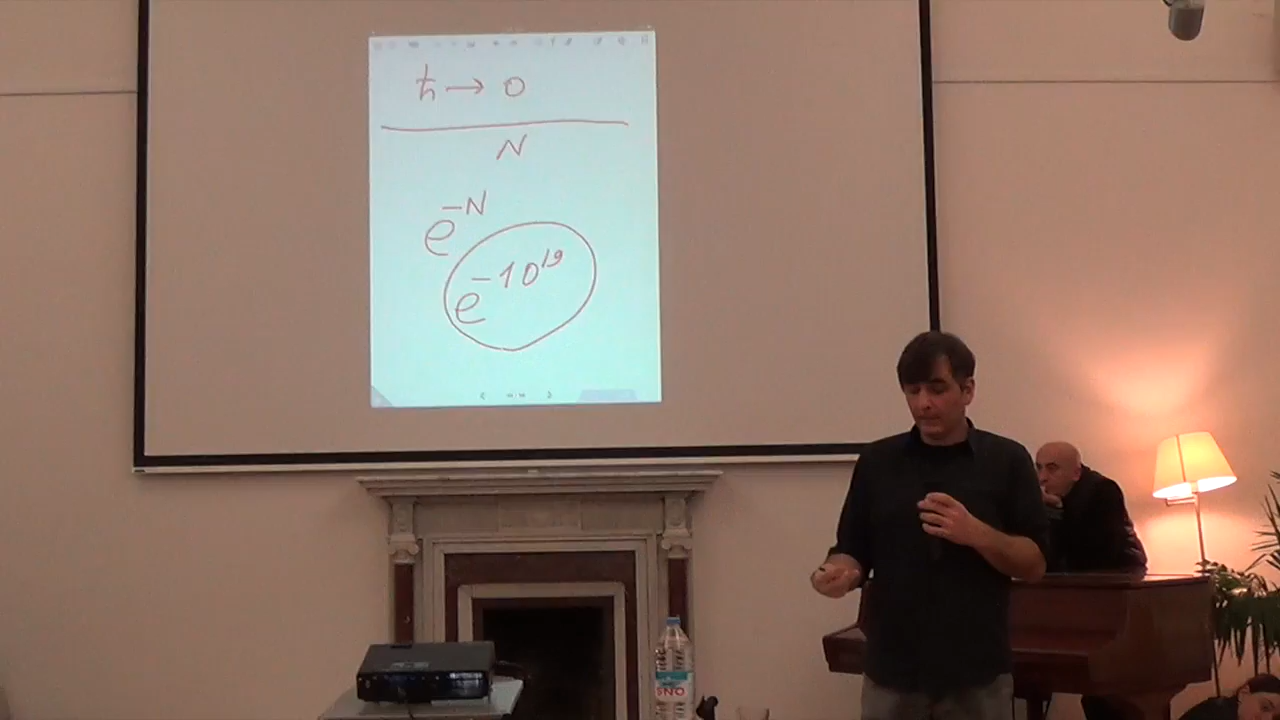 ħ → 0
N
e^{-N}
e^{-10^{19}}